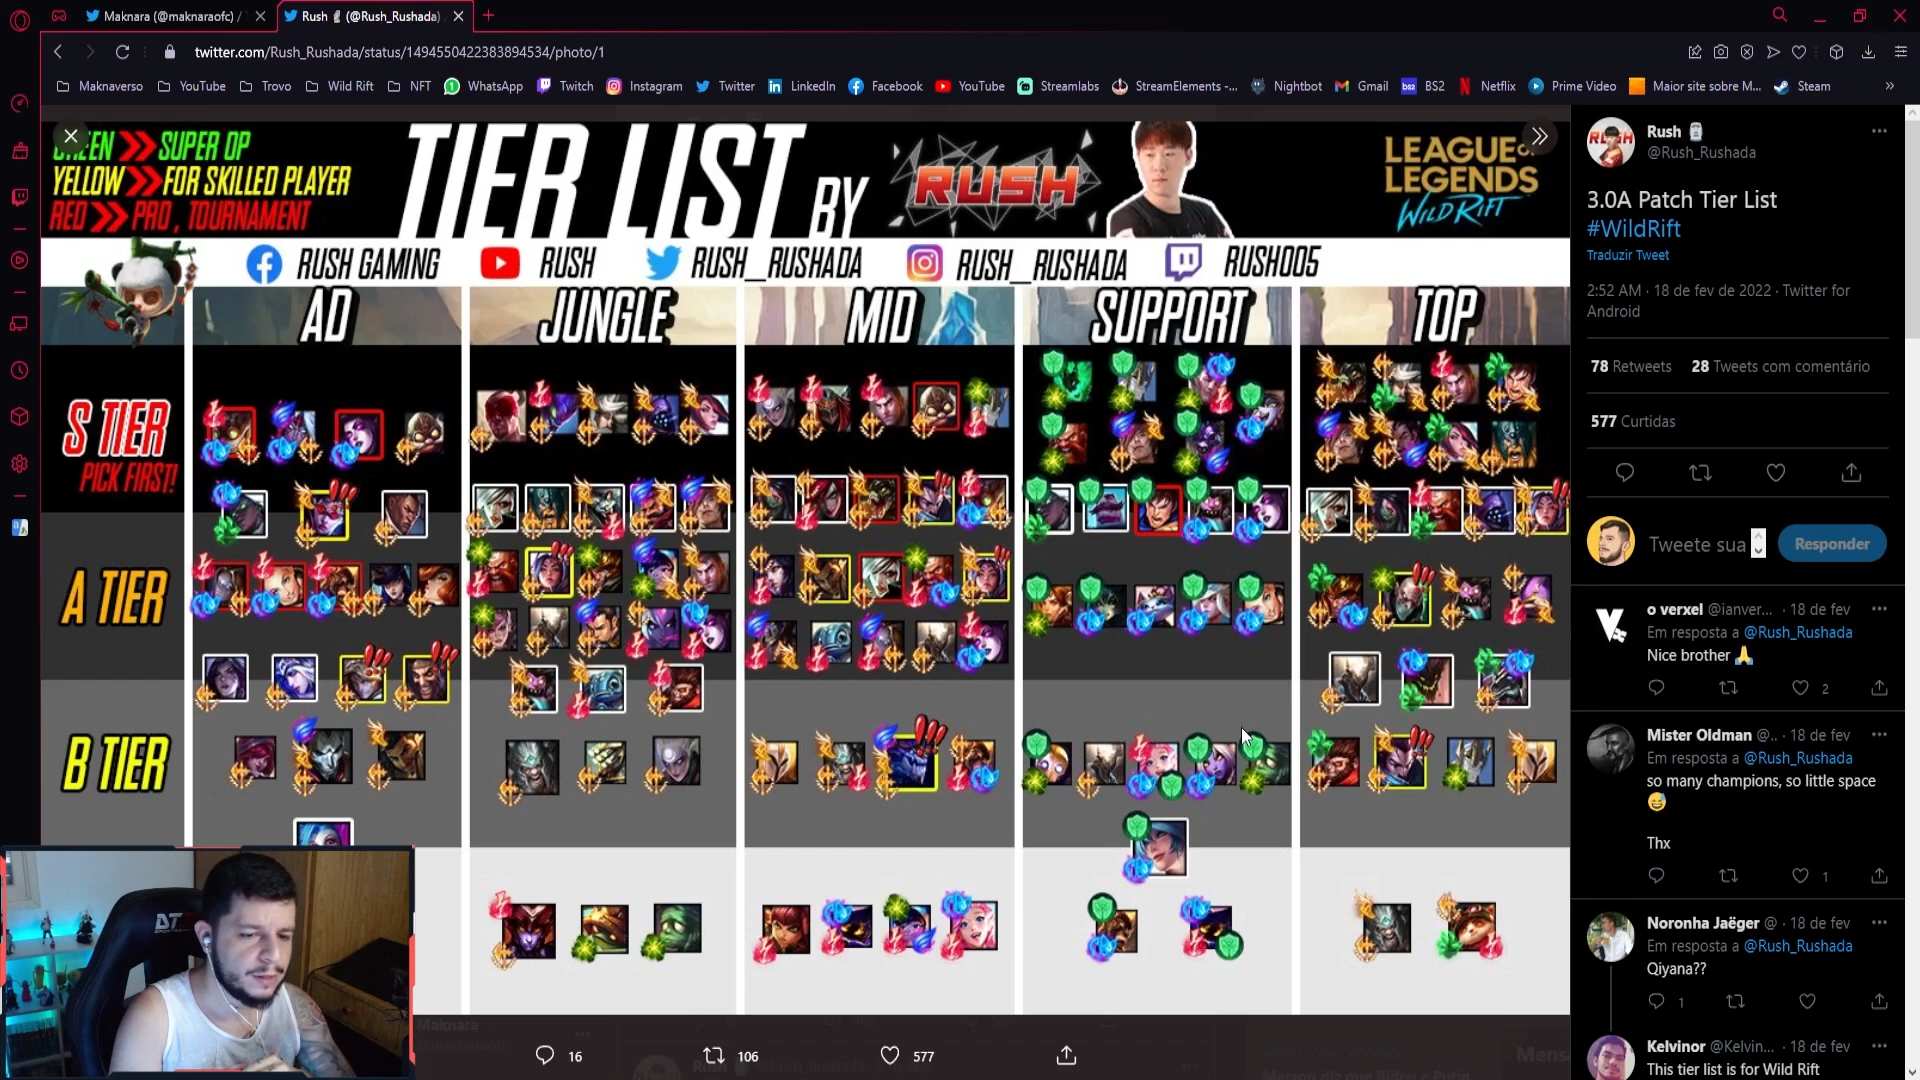 Maknara (@maknaraofc) /
Rush (@Rush_Rushada)
twitter.com/Rush_Rushada/status/1494550422383894534/photo/1
Maknaverso
YouTube
Trovo
Wild Rift
NFT
WhatsApp
Twitch
Instagram
Twitter
LinkedIn
Facebook
YouTube
Streamlabs
StreamElements -...
Nightbot
Gmail
BS2
Netflix
Prime Video
Maior site sobre M...
Steam
SUPER OP
YELLOW FOR SKILLED PLAYER
RED PRO, TOURNAMENT
TIER LIST BY
RUSH
LEAGUE OF
LEGENDS
WILD RIFT
RUSH GAMING
RUSH
RUSH_RUSHADA
RUSH_RUSHADA
RUSH005
AD
JUNGLE
MID
SUPPORT
TOP
S TIER
PICK FIRST!
A TIER
B TIER
Rush
@Rush_Rushada
3.0A Patch Tier List
#WildRift
Traduzir Tweet
2:52 AM · 18 de fev de 2022 · Twitter for
Android
78 Retweets 28 Tweets com comentário
577 Curtidas
Tweete sua
Responder
o verxel @ianver... · 18 de fev
Em resposta a @Rush_Rushada
Nice brother 🙏
2
Mister Oldman @.. · 18 de fev
Em resposta a @Rush_Rushada
so many champions, so little space
😅
Thx
1
Noronha Jaëger @ · 18 de fev
Em resposta a @Rush_Rushada
Qiyana??
1
Kelvinor @Kelvin... · 18 de fev
This tier list is for Wild Rift
16
106
577
Maknara
DT